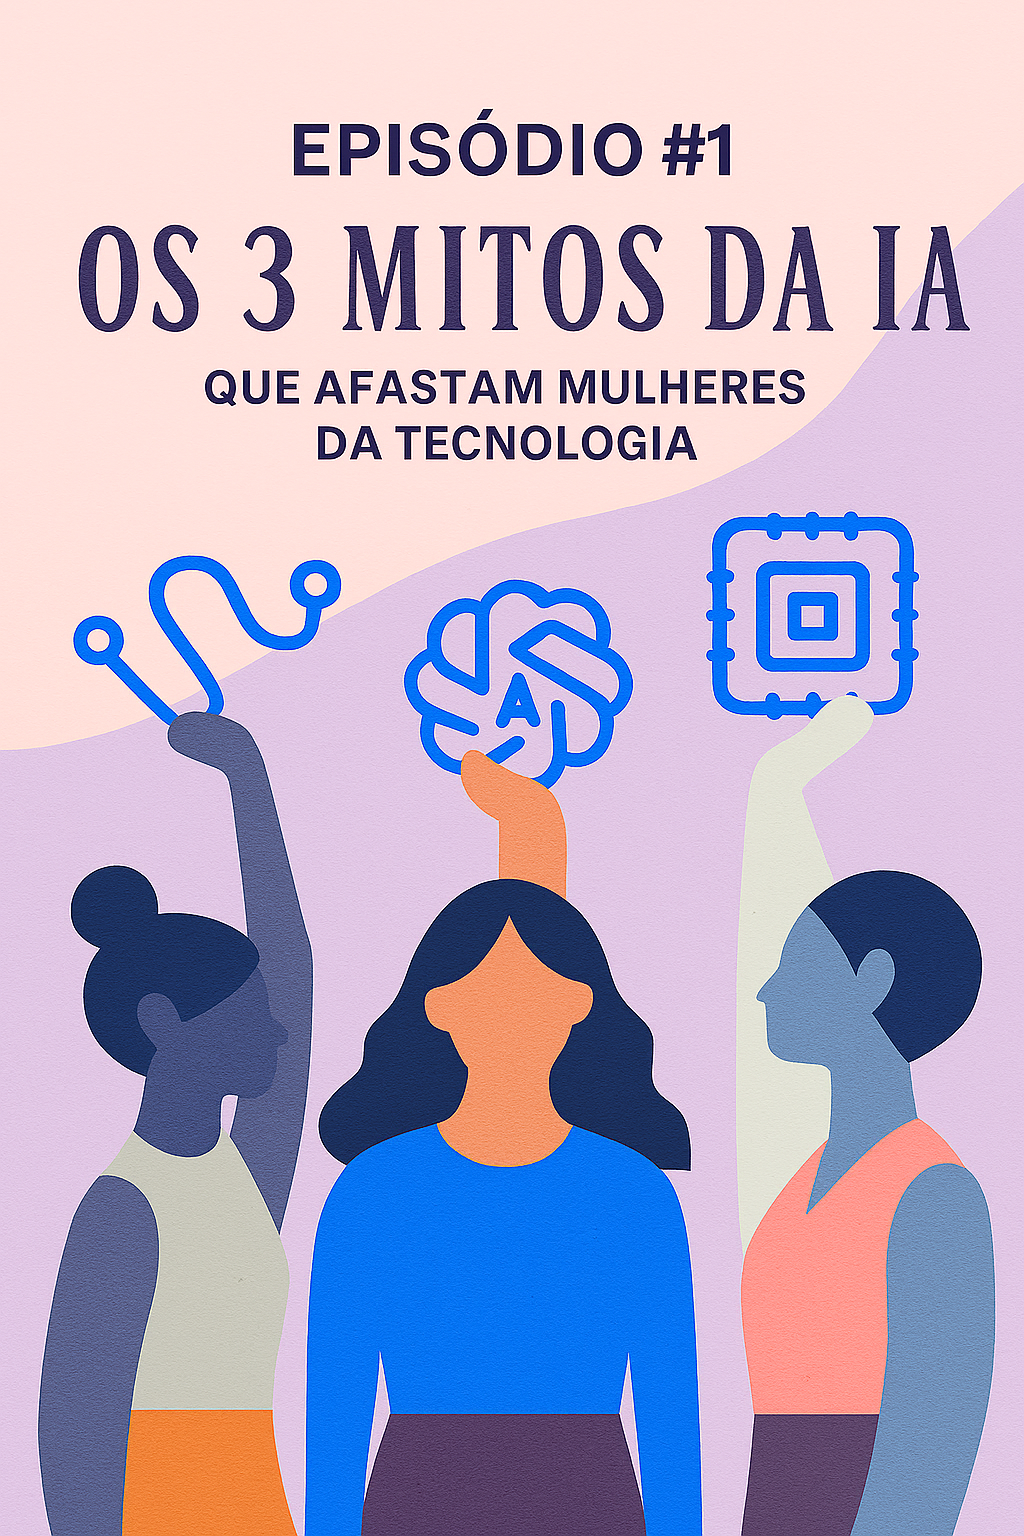 EPISÓDIO #1
OS 3 MITOS DA IA
QUE AFASTAM MULHERES
DA TECNOLOGIA
A